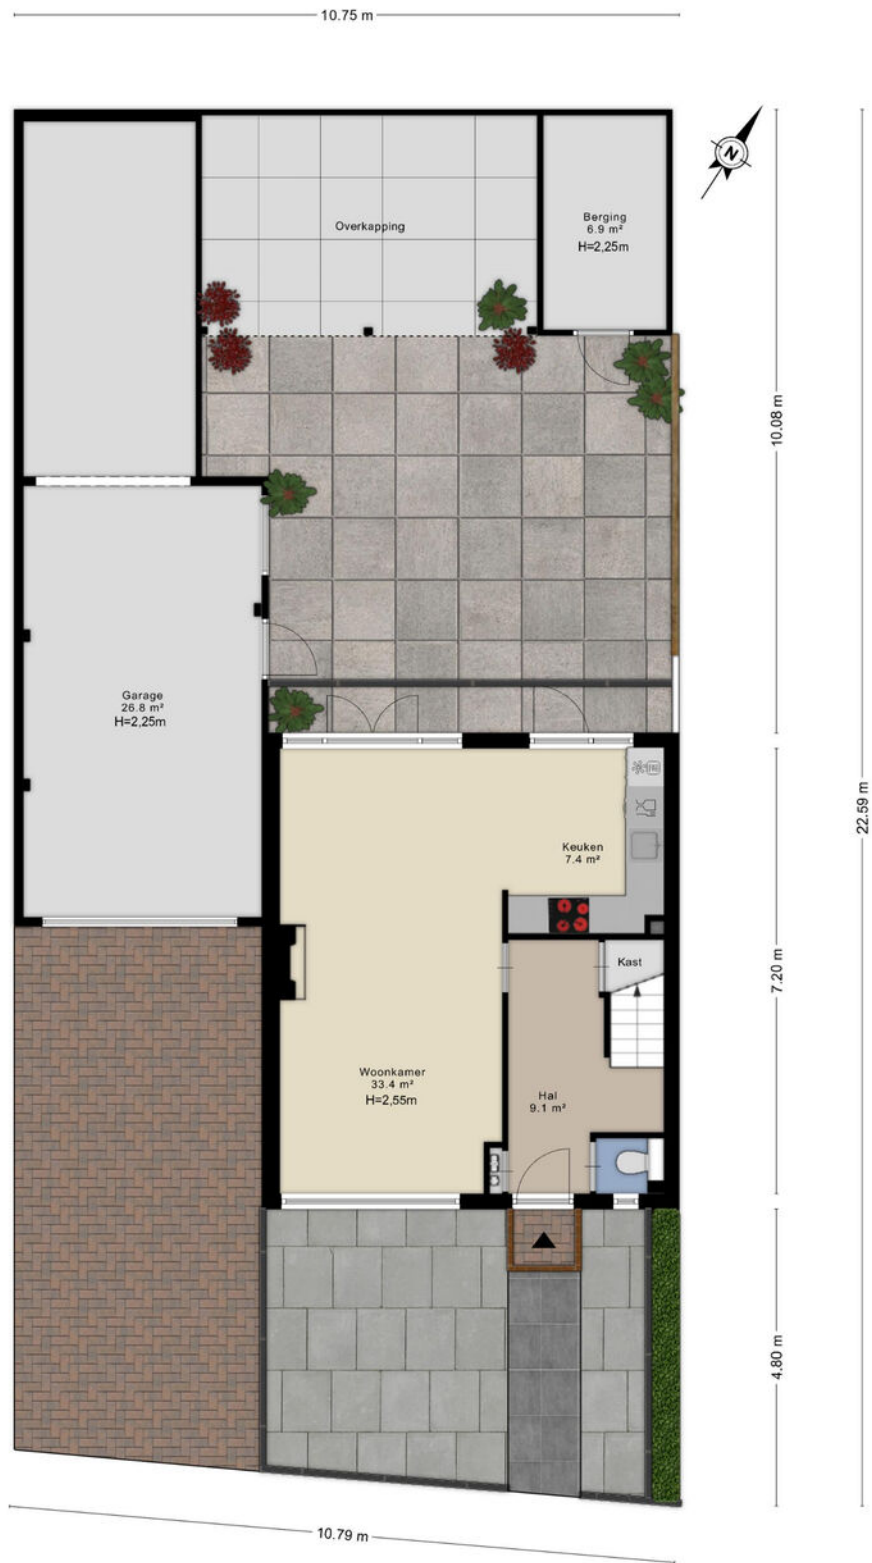 10.75 m
N
Overkapping
Berging
6.9 m²
H=2,25m
10.08 m
Garage
26.8 m²
H=2,25m
22.59 m
Keuken
7.4 m²
Kast
7.20 m
Woonkamer
33.4 m²
H=2,55m
Hal
9.1 m²
4.80 m
10.79 m